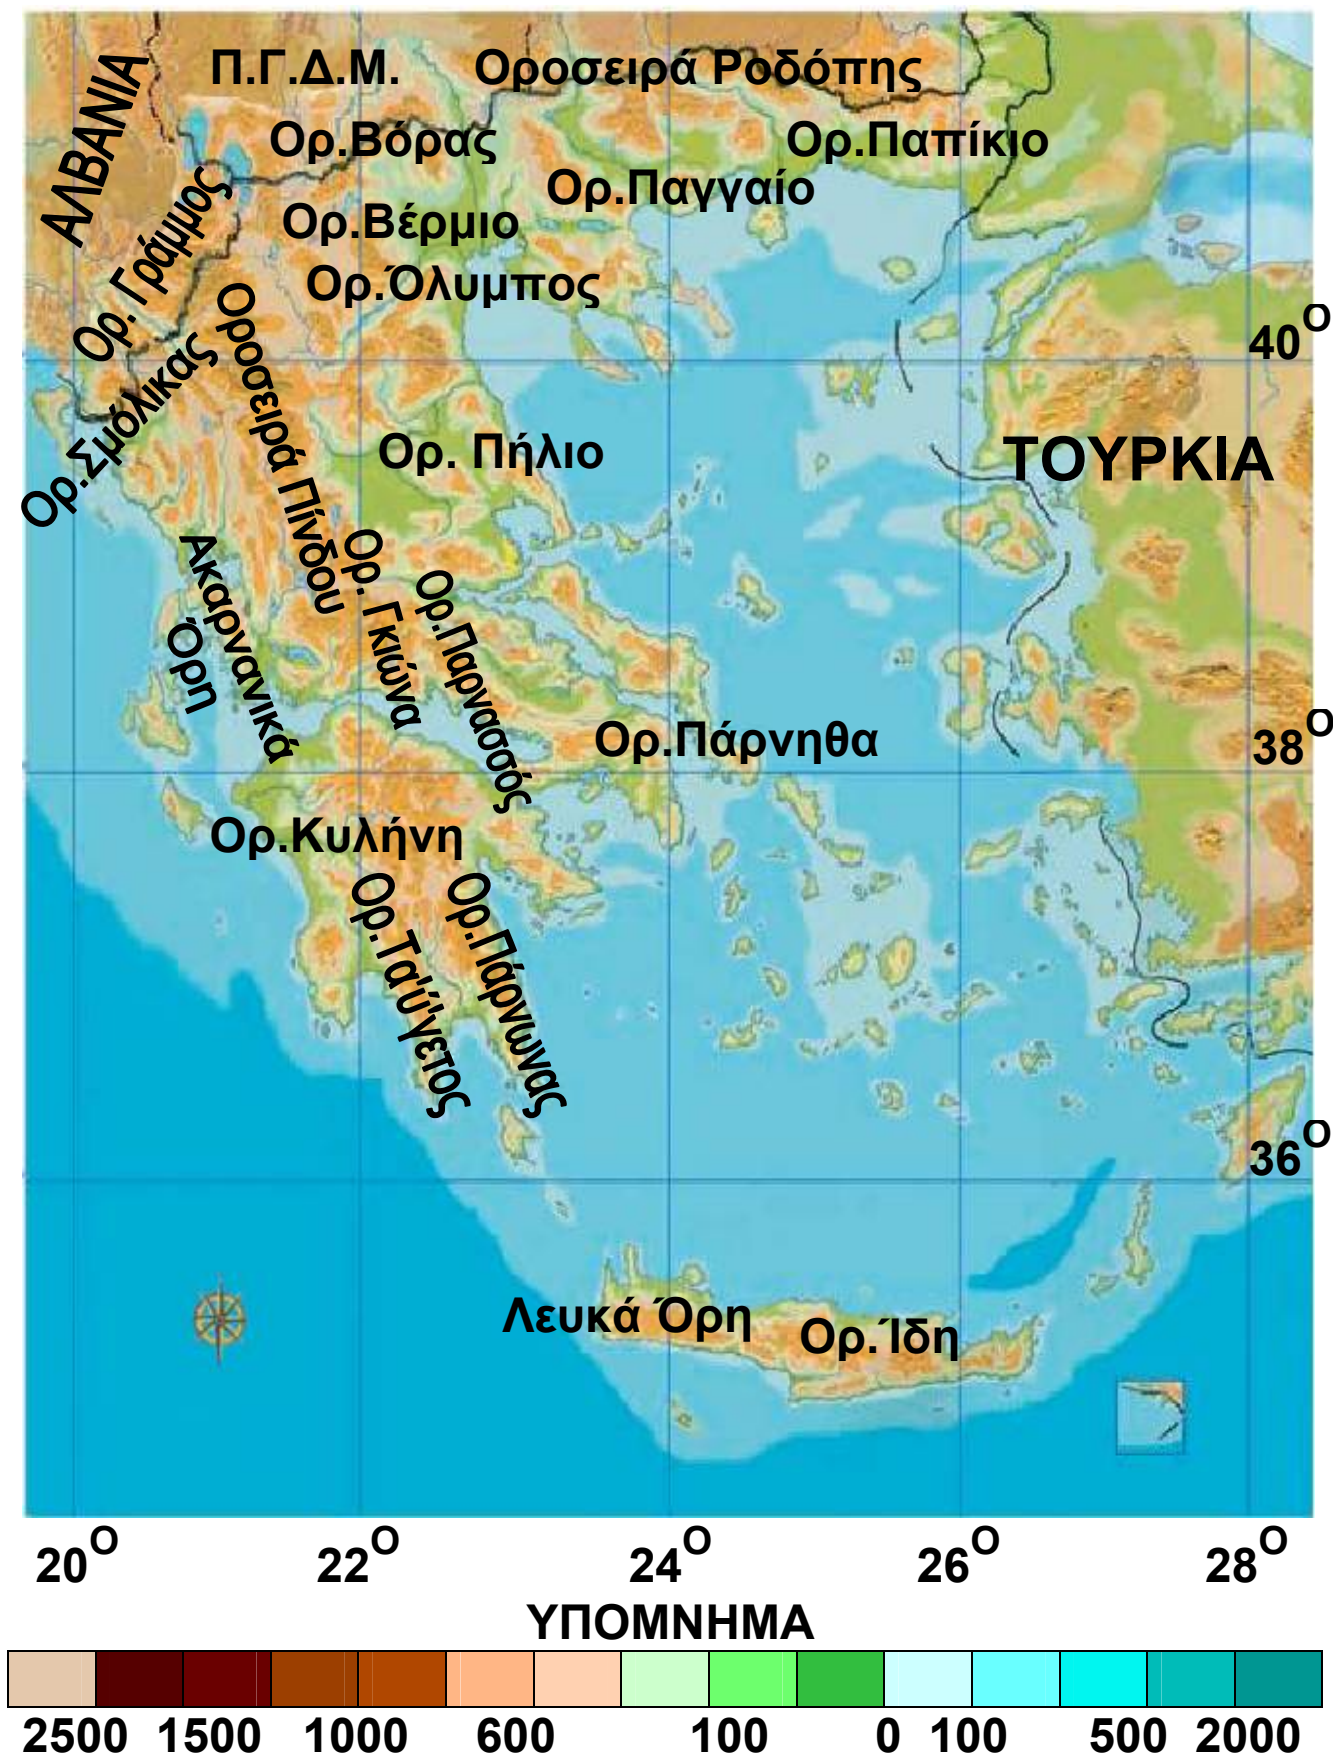 Π.Γ.Δ.Μ.
Οροσειρά Ροδόπης
ΑΛΒΑΝΙΑ
Ορ.Βόρας
Ορ.Παπίκιο
Ορ.Παγγαίο
Ορ. Γράμμος
Ορ.Βέρμιο
Ορ.Όλυμπος
40Ο
Ορ.Σμόλικας
Οροσειρά Πίνδου
Ορ. Πήλιο
ΤΟΥΡΚΙΑ
Ακαρνανικά
Όρη
Ορ. Γκιώνα
Ορ.Παρνασσός
Ορ.Πάρνηθα
38Ο
Ορ.Κυλήνη
Ορ.Τα'ύ'γετος
Ορ.Πάρνωνας
36Ο
Λευκά Όρη
Ορ.Ίδη
20Ο 22Ο 24Ο 26Ο 28Ο
ΥΠΟΜΝΗΜΑ
2500 1500 1000 600 100 0 100 500 2000